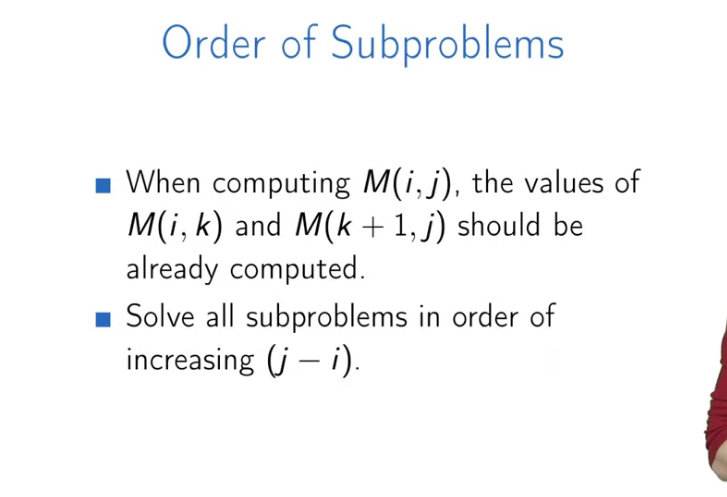 Order of Subproblems
When computing M(i, j), the values of
M(i, k) and M(k + 1, j) should be
already computed.
Solve all subproblems in order of
increasing (j − i).